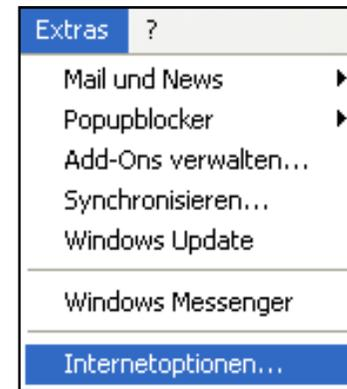 Extras ?
Mail und News
Popupblocker
Add-Ons verwalten...
Synchronisieren...
Windows Update
Windows Messenger
Internetoptionen...